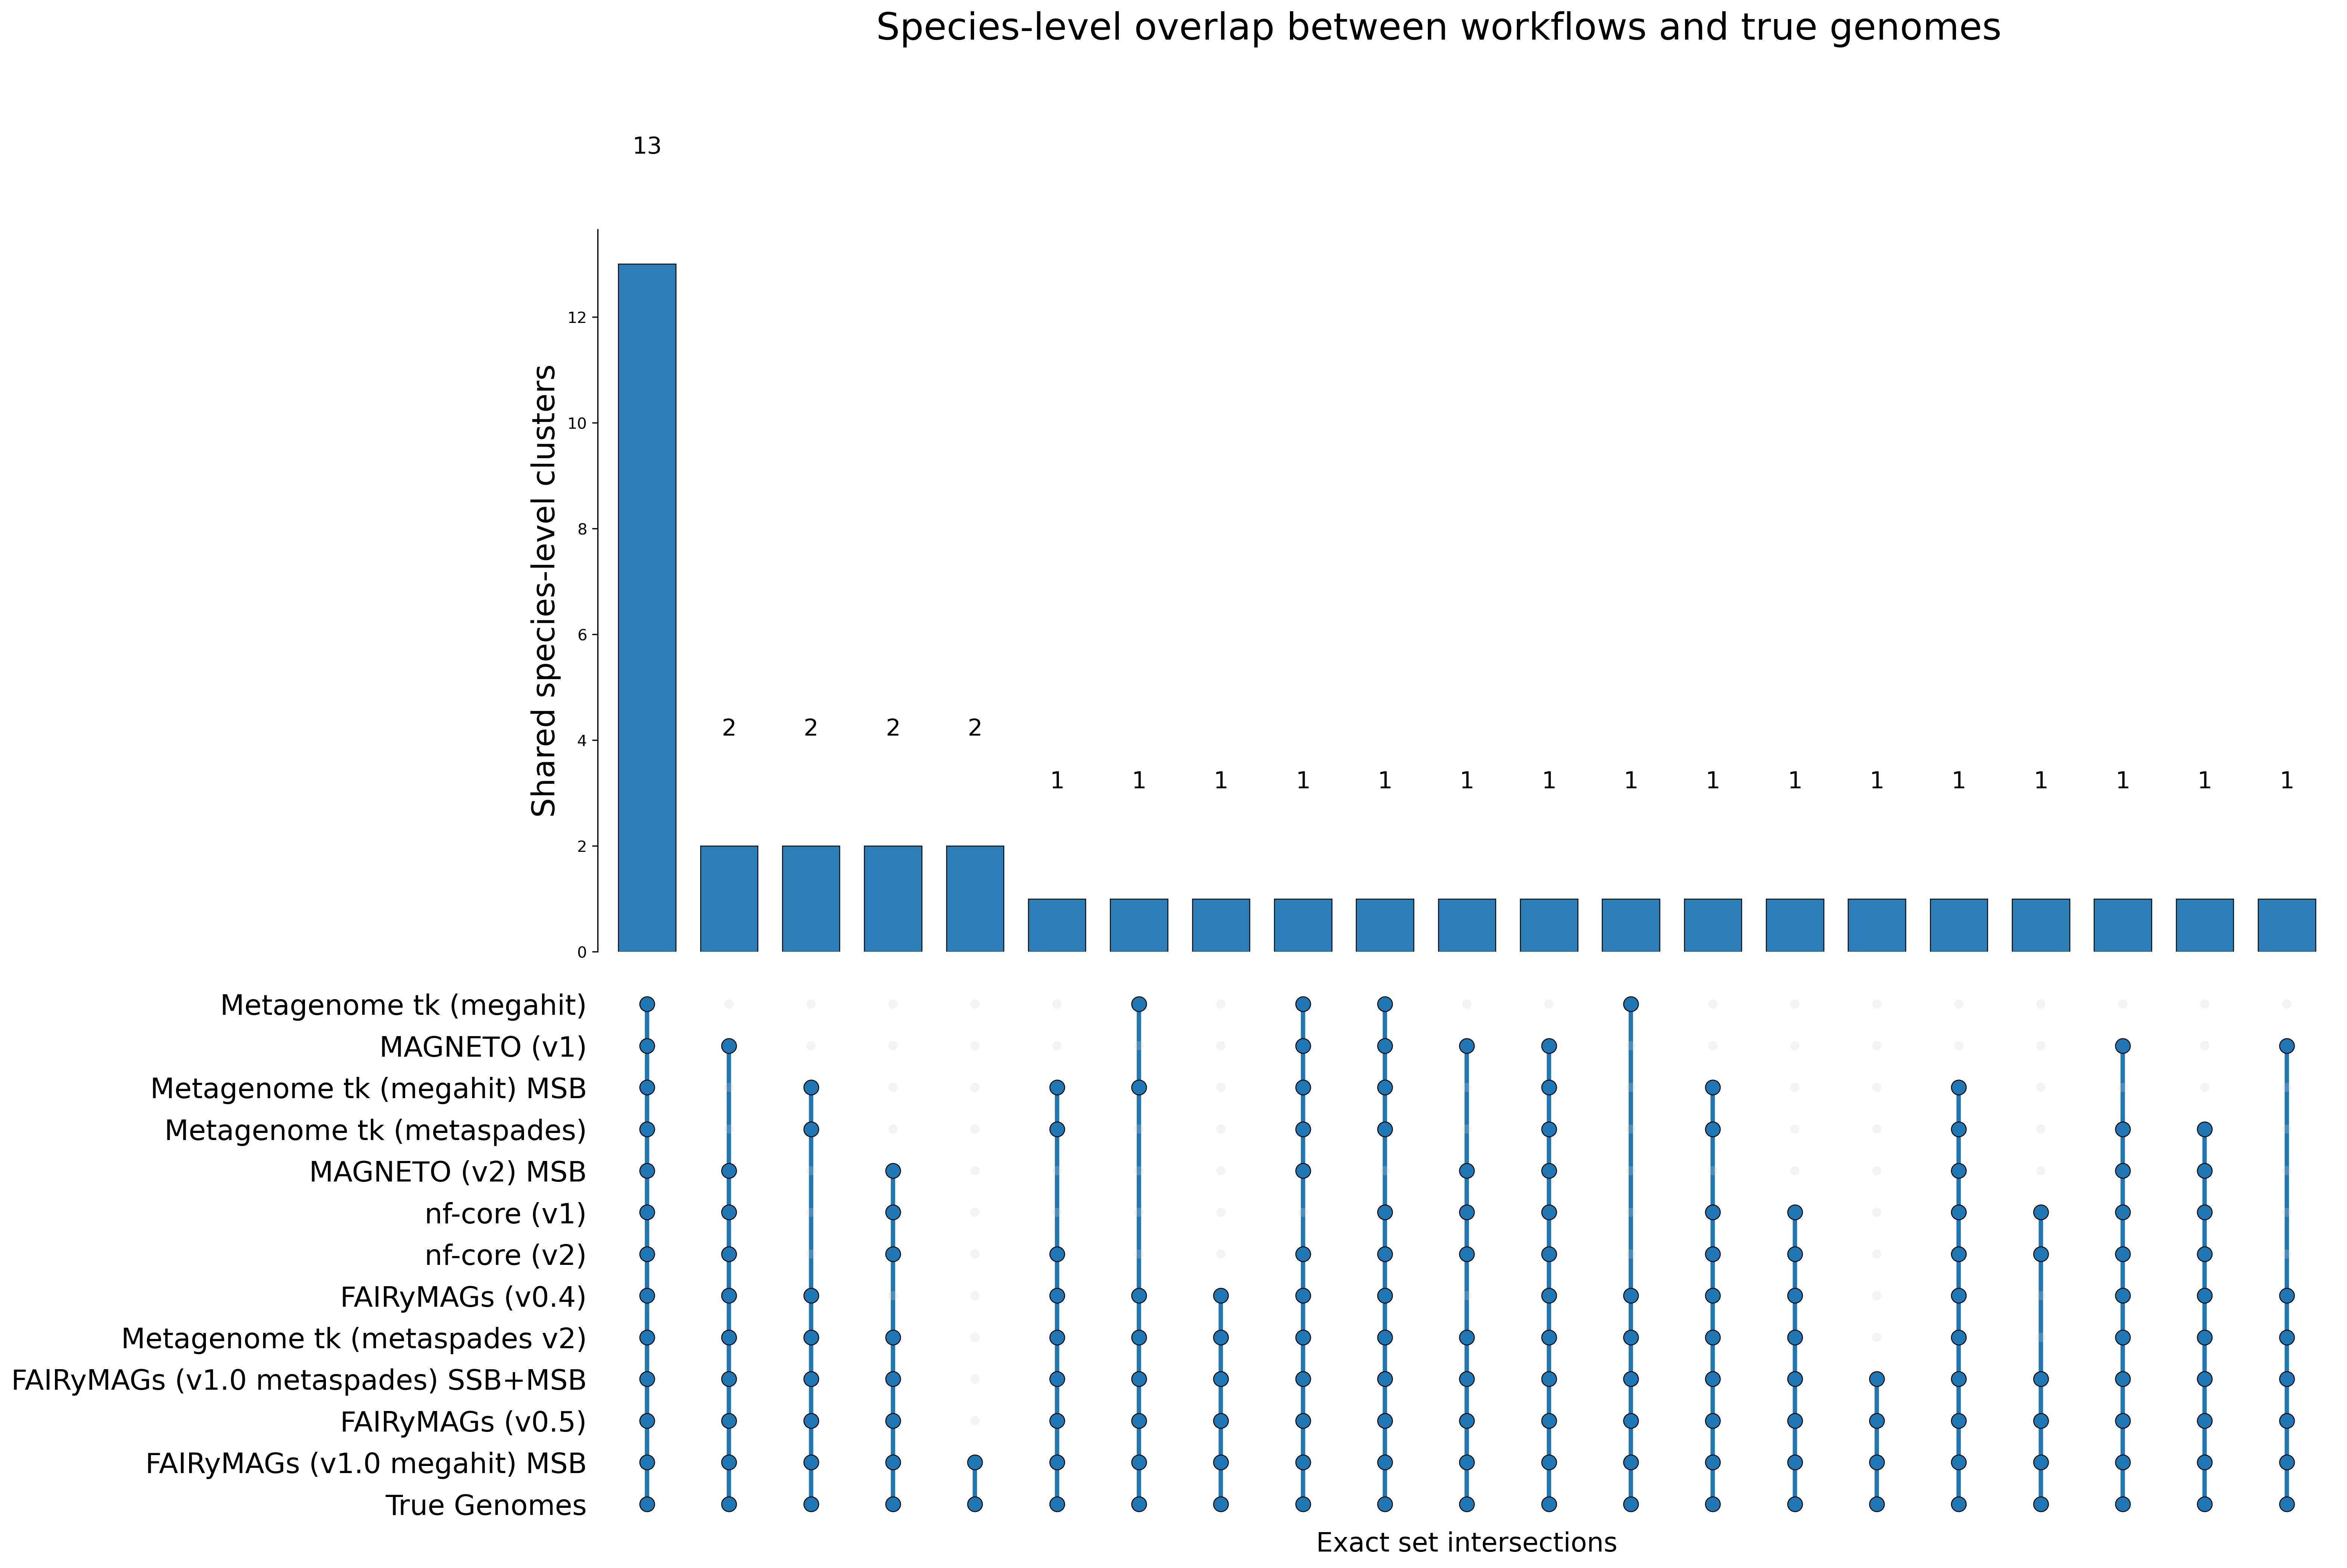 Species-level overlap between workflows and true genomes
13
12
10
8
6
4
2
0
Shared species-level clusters
2 2 2 2
1 1 1 1 1 1 1 1 1 1 1 1 1 1 1 1
Metagenome tk (megahit)
MAGNETO (v1)
Metagenome tk (megahit) MSB
Metagenome tk (metaspades)
MAGNETO (v2) MSB
nf-core (v1)
nf-core (v2)
FAIRyMAGs (v0.4)
Metagenome tk (metaspades v2)
FAIRyMAGs (v1.0 metaspades) SSB+MSB
FAIRyMAGs (v0.5)
FAIRyMAGs (v1.0 megahit) MSB
True Genomes
Exact set intersections